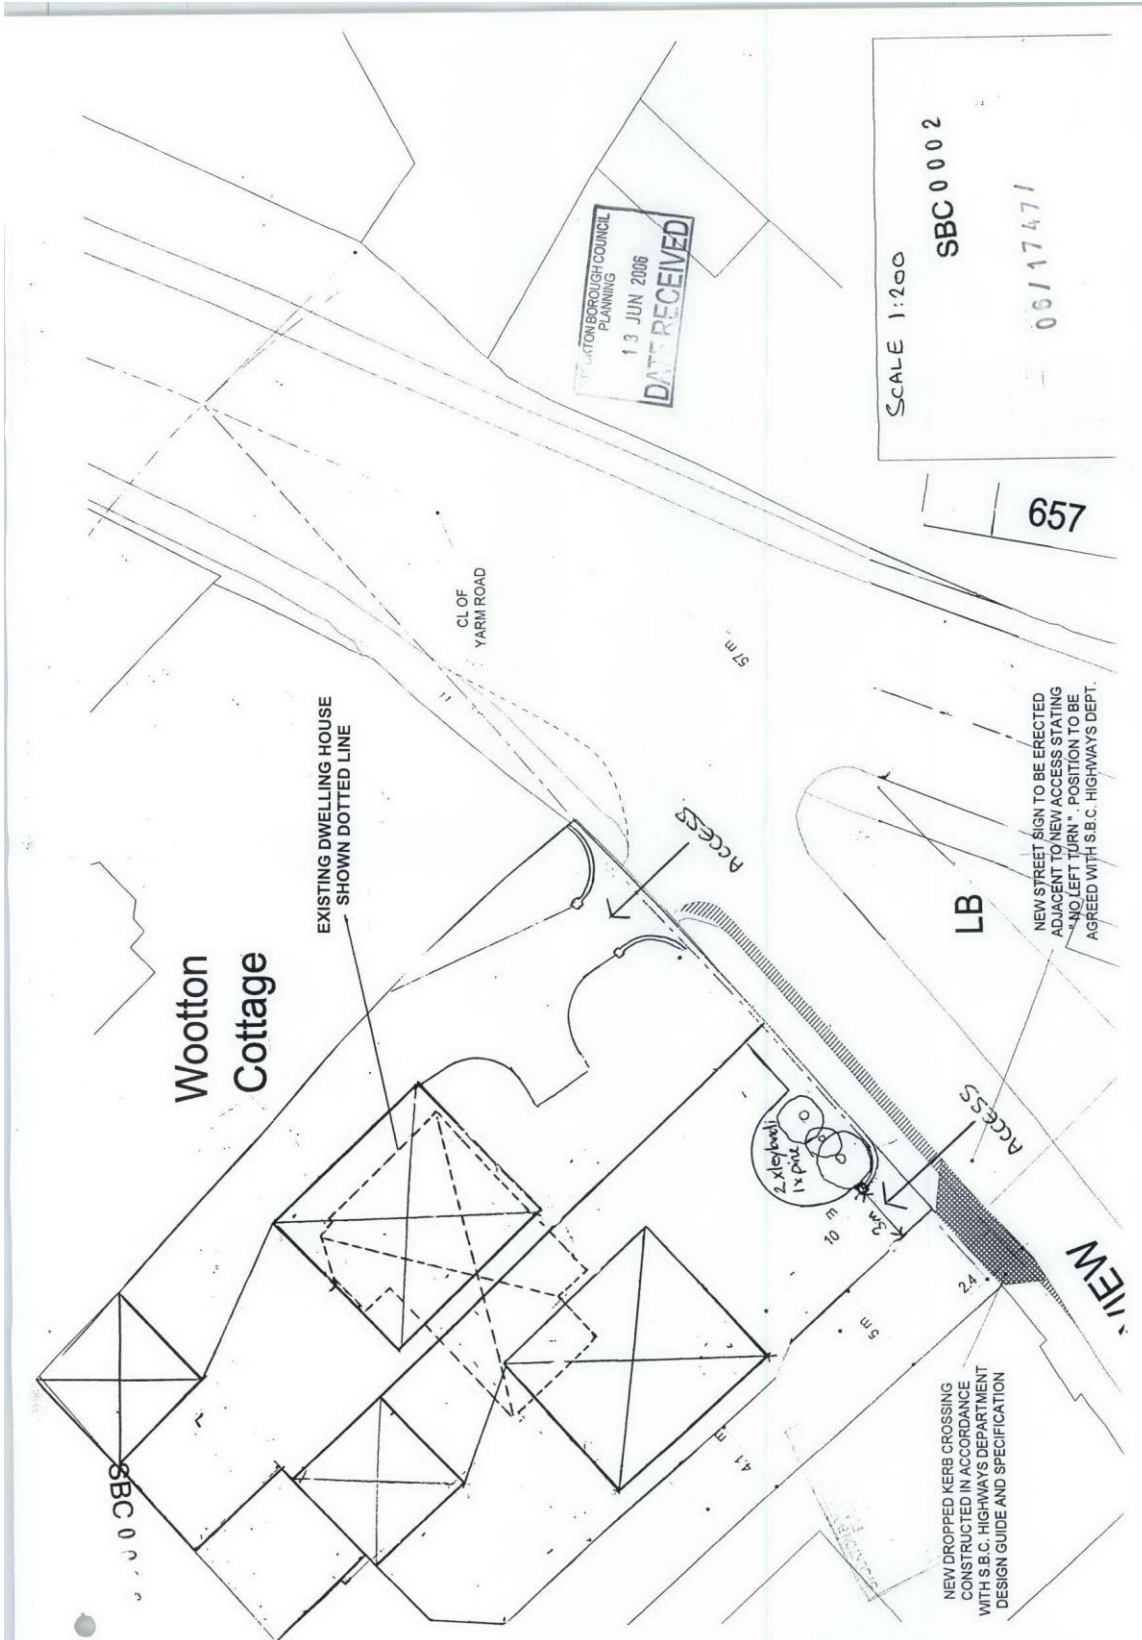 SCALE 1:200
SBC 0002
06/1747/
STOCKTON BOROUGH COUNCIL
PLANNING
13 JUN 2006
DATE RECEIVED
657
CL OF
YARM ROAD
57 m
EXISTING DWELLING HOUSE
SHOWN DOTTED LINE
Wootton
Cottage
ACCESS
LB
NEW STREET SIGN TO BE ERECTED
ADJACENT TO NEW ACCESS STATING
"NO LEFT TURN". POSITION TO BE
AGREED WITH S.B.C. HIGHWAYS DEPT.
ACCESS
2 x leylandi
1 x pine
10 m
3m
5 m
2.4
4.1 m
VIEW
NEW DROPPED KERB CROSSING
CONSTRUCTED IN ACCORDANCE
WITH S.B.C. HIGHWAYS DEPARTMENT
DESIGN GUIDE AND SPECIFICATION
SBC 0